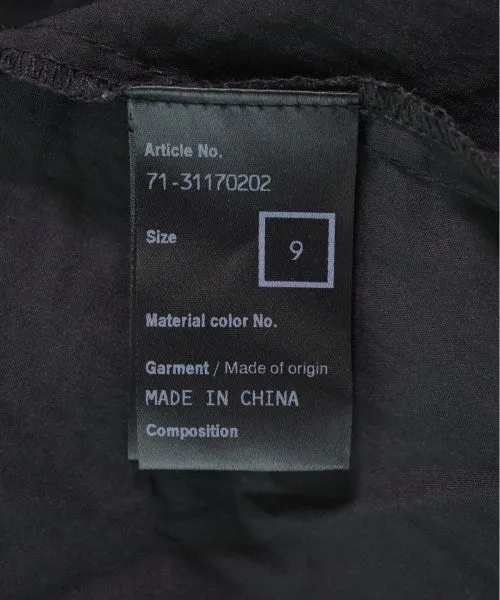 Article No.
71-31170202
Size
9
Material color No.
Garment / Made of origin
MADE IN CHINA
Composition